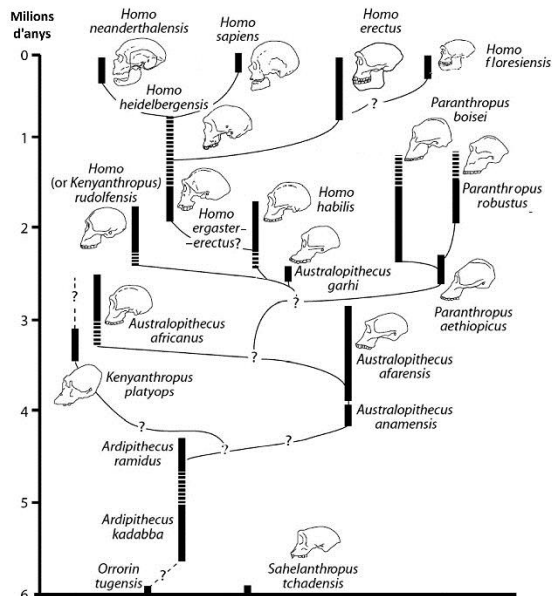 Milions
d'anys
Homo
neanderthalensis
Homo
sapiens
Homo
erectus
Homo
floresiensis
0
Homo
heidelbergensis
?
Paranthropus
boisei
1
Homo
(or Kenyanthropus)
rudolfensis
Homo
ergaster-
-erectus?
Homo
habilis
Paranthropus
robustus
2
Australopithecus
garhi
?
?
Paranthropus
aethiopicus
3
Australopithecus
africanus
?
Australopithecus
afarensis
Kenyanthropus
platyops
4
Australopithecus
anamensis
?
?
?
Ardipithecus
ramidus
5
Ardipithecus
kadabba
Orrorin
tugensis
?
Sahelanthropus
tchadensis
6